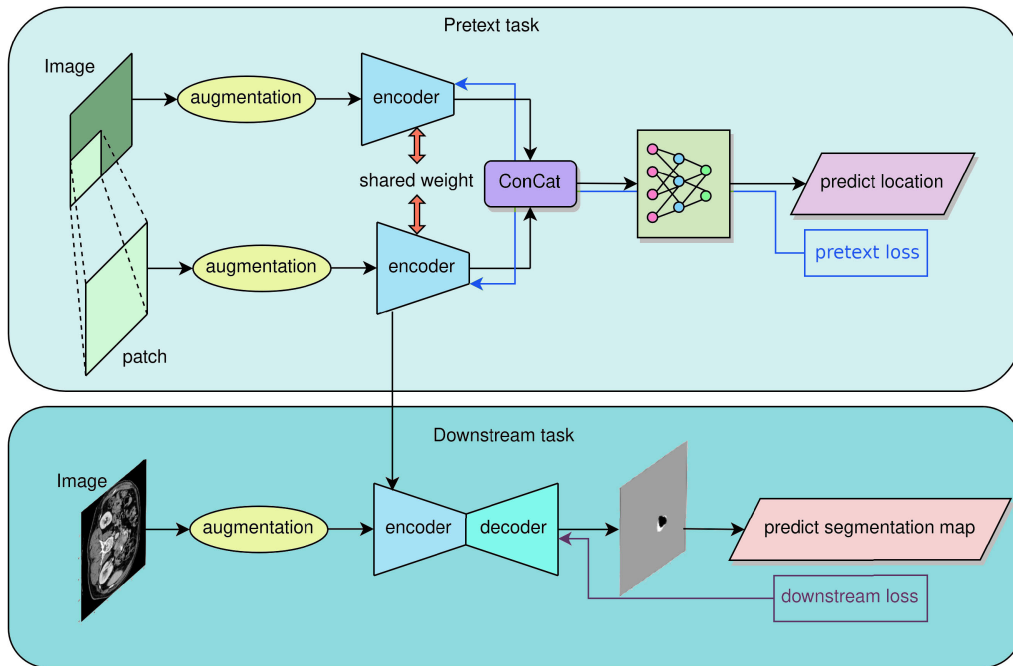 Pretext task
Image
augmentation
encoder
shared weight
ConCat
predict location
augmentation
encoder
pretext loss
patch
Downstream task
Image
augmentation
encoder
decoder
predict segmentation map
downstream loss